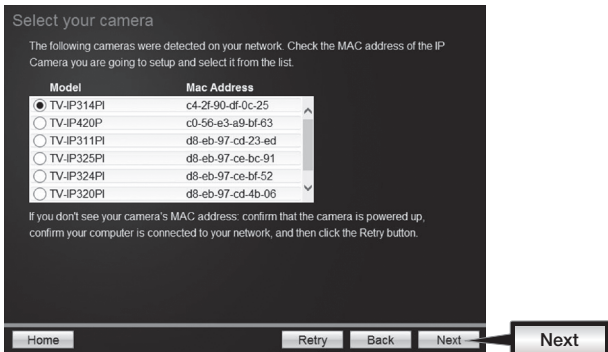 Select your camera
The following cameras were detected on your network. Check the MAC address of the IP
Camera you are going to setup and select it from the list.
Model Mac Address
TV-IP314PI c4-2f-90-df-0c-25
TV-IP420P c0-56-e3-a9-bf-63
TV-IP311PI d8-eb-97-cd-23-ed
TV-IP325PI d8-eb-97-ce-bc-91
TV-IP324PI d8-eb-97-ce-bf-52
TV-IP320PI d8-eb-97-cd-4b-06
If you don't see your camera's MAC address: confirm that the camera is powered up,
confirm your computer is connected to your network, and then click the Retry button.
Home Retry Back Next Next